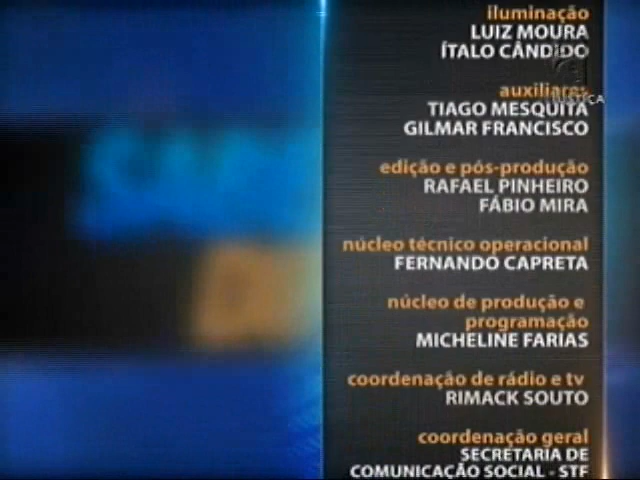 iluminação
LUIZ MOURA
ÍTALO CÂNDIDO
auxiliares
TIAGO MESQUITA
GILMAR FRANCISCO
edição e pós-produção
RAFAEL PINHEIRO
FÁBIO MIRA
núcleo técnico operacional
FERNANDO CAPRETA
núcleo de produção e
programação
MICHELINE FARIAS
coordenação de rádio e tv
RIMACK SOUTO
coordenação geral
SECRETARIA DE
COMUNICAÇÃO SOCIAL - STF